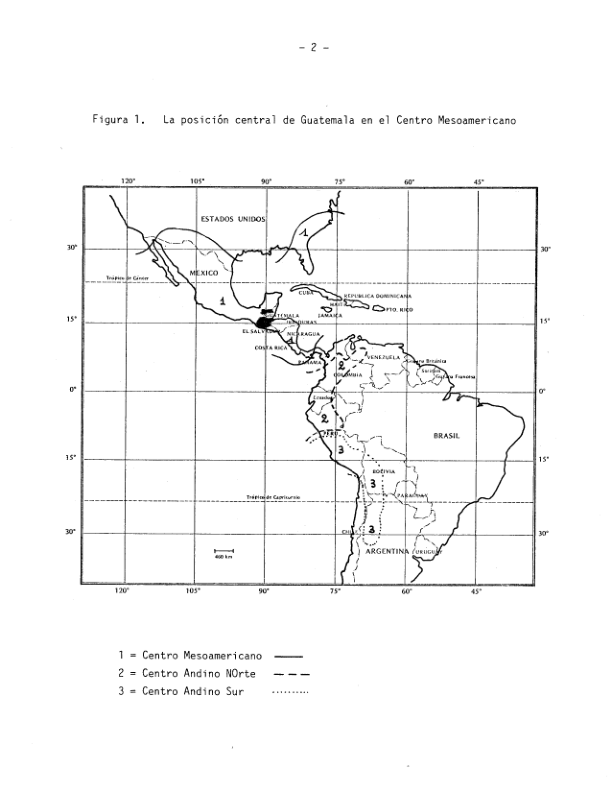 - 2 -
Figura 1. La posición central de Guatemala en el Centro Mesoamericano
120° 105° 90° 75° 60° 45°
ESTADOS UNIDOS
1
30° 30°
MEXICO
Trópico de Cáncer
CUBA
REPUBLICA DOMINICANA
1
HAITI
JAMAICA
PTO. RICO
GUATEMALA
15° HONDURAS 15°
EL SALVADOR
NICARAGUA
1
COSTA RICA
PANAMA
VENEZUELA
2
COLOMBIA
Guyana Británica
Surinam
Guyana Francesa
0° 0°
Ecuador
2
PERU
BRASIL
3
15° 15°
BOLIVIA
3
Trópico de Capricornio
PARAGUAY
30° CHILE 3 30°
ARGENTINA
URUGUAY
400 km
120° 105° 90° 75° 60° 45°
1 = Centro Mesoamericano
2 = Centro Andino NOrte
3 = Centro Andino Sur